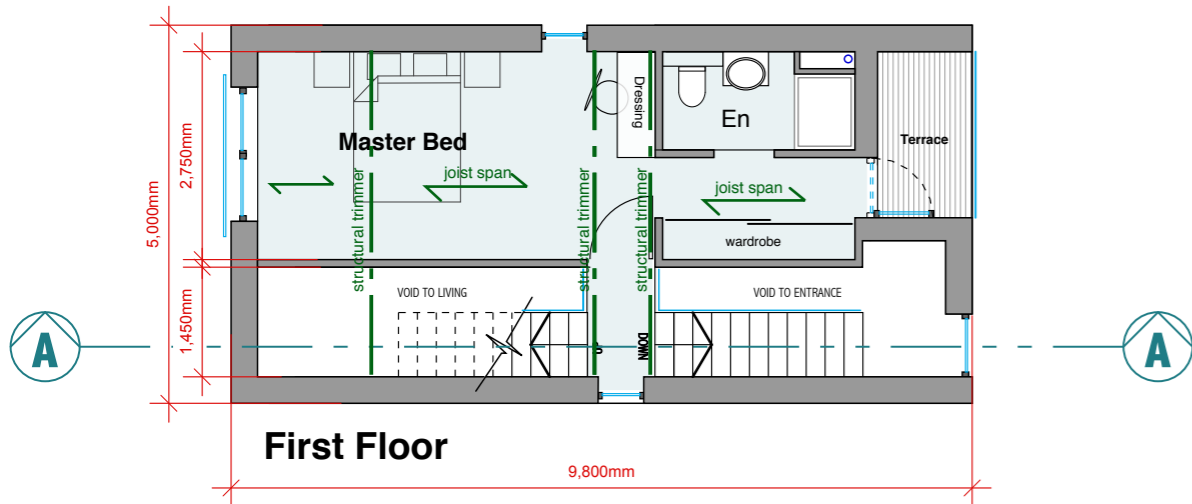 Dressing
En
Terrace
Master Bed
2,750mm
5,000mm
joist span
joist span
structural trimmer
structural trimmer
structural trimmer
wardrobe
VOID TO LIVING
VOID TO ENTRANCE
1,450mm
A
UP
DOWN
A
First Floor
9,800mm